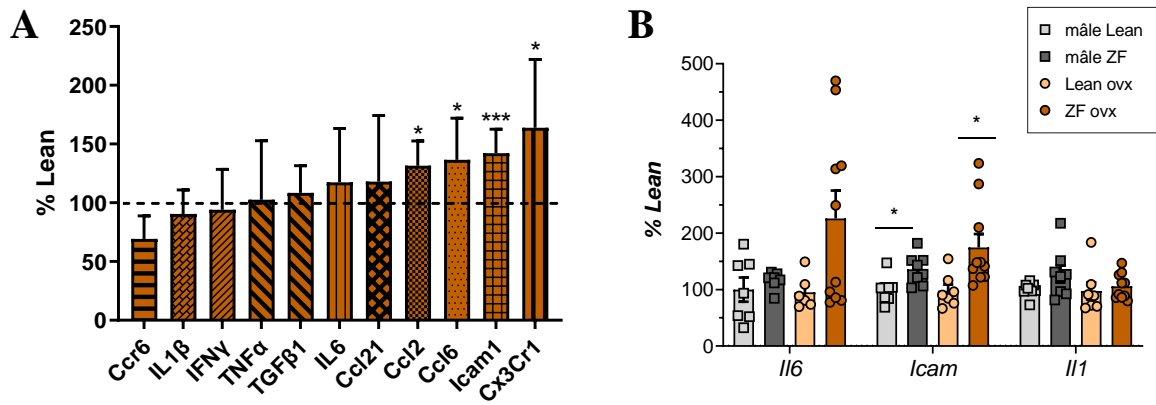 A
% Lean
250
200
150
100
50
0
*
*
***
*
Ccr6
IL1β
IFNγ
TNFα
TGFβ1
IL6
Ccl21
Ccl2
Ccl6
Icam1
Cx3Cr1
B
mâle Lean
mâle ZF
Lean ovx
ZF ovx
% Lean
500
400
300
200
100
0
*
*
Il6
Icam
Il1